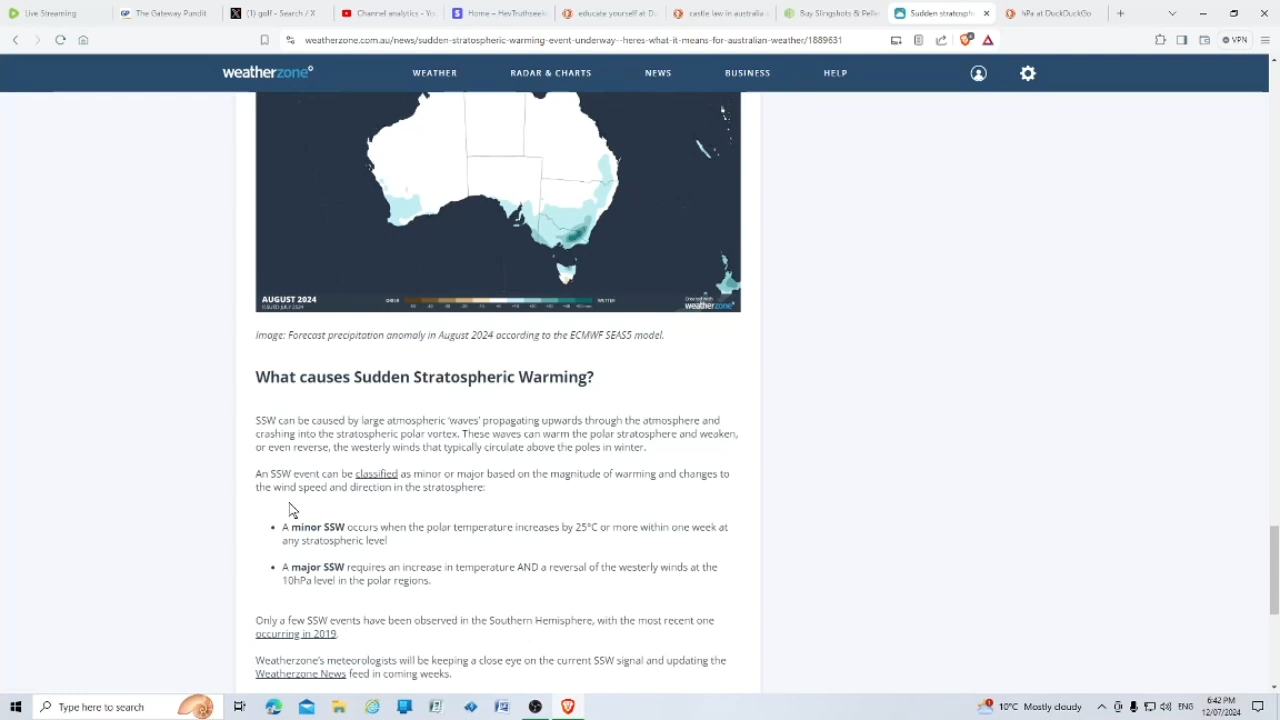 Live Streaming
The Gateway Pundit
(1) #golf - Search / X
Channel analytics - You
Home - HevTruthseek
educate yourself at Du
castle law in australia
Bay Slingshots & Pelle
Sudden stratosphe
hPa at DuckDuckGo
weatherzone.com.au/news/sudden-stratospheric-warming-event-underway--heres-what-it-means-for-australian-weather/1889631
VPN
weatherzone°
WEATHER
RADAR & CHARTS
NEWS
BUSINESS
HELP
AUGUST 2024
ISSUED JULY 2024
DRIER
WETTER
Created with
weatherzone°
Image: Forecast precipitation anomaly in August 2024 according to the ECMWF SEAS5 model.
What causes Sudden Stratospheric Warming?
SSW can be caused by large atmospheric 'waves' propagating upwards through the atmosphere and
crashing into the stratospheric polar vortex. These waves can warm the polar stratosphere and weaken,
or even reverse, the westerly winds that typically circulate above the poles in winter.
An SSW event can be classified as minor or major based on the magnitude of warming and changes to
the wind speed and direction in the stratosphere:
• A minor SSW occurs when the polar temperature increases by 25°C or more within one week at
any stratospheric level
• A major SSW requires an increase in temperature AND a reversal of the westerly winds at the
10hPa level in the polar regions.
Only a few SSW events have been observed in the Southern Hemisphere, with the most recent one
occurring in 2019.
Weatherzone's meteorologists will be keeping a close eye on the current SSW signal and updating the
Weatherzone News feed in coming weeks.
Type here to search
10°C Mostly cloudy
ENG
6:42 PM
12/07/2024